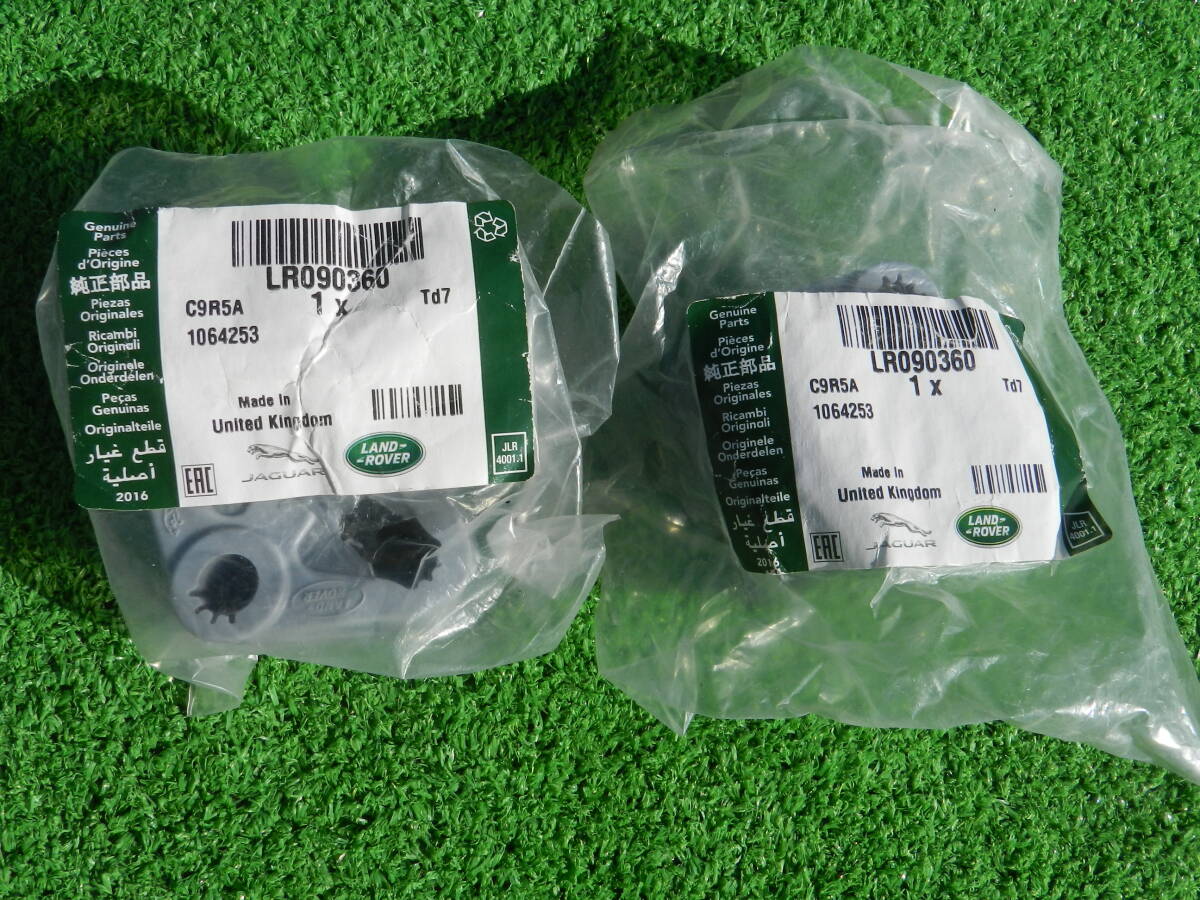 Genuine
Parts
Pièces
d'Origine
純正部品
Piezas
Originales
Ricambi
Originali
Originele
Onderdelen
Peças
Genuinas
Originalteile
قطع غيار
أصلية
2016
LR090360
1 x
Td7
C9R5A
1064253
Made In
United Kingdom
EAC
JAGUAR
LAND-
-ROVER
JLR
4001.1
LAND-
-ROVER
Genuine
Parts
Pièces
d'Origine
純正部品
Piezas
Originales
Ricambi
Originali
Originele
Onderdelen
Peças
Genuinas
Originalteile
قطع غيار
أصلية
2016
LR090360
1 x
Td7
C9R5A
1064253
Made In
United Kingdom
EAC
JAGUAR
LAND-
-ROVER
JLR
4001.1